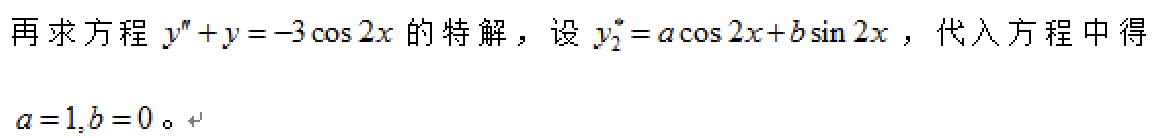 再求方程 y″+y=−3cos2x 的特解，设 y₂*=acos2x+bsin2x，代入方程中得
a=1,b=0。↵